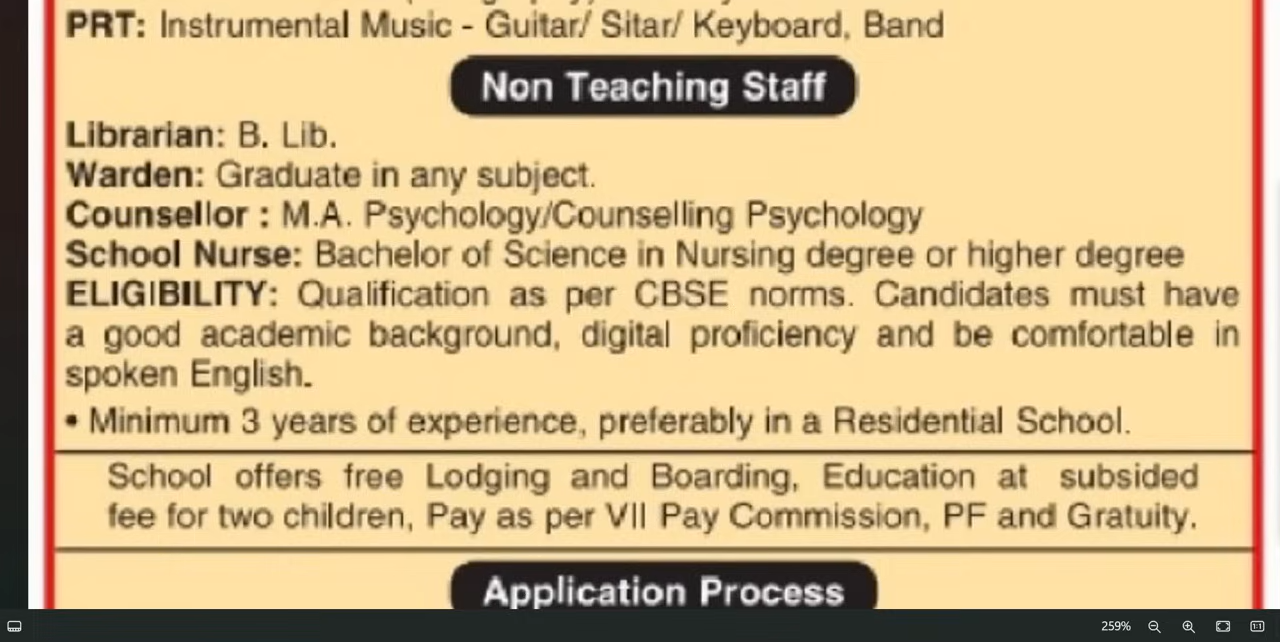 PRT: Instrumental Music - Guitar/ Sitar/ Keyboard, Band
Non Teaching Staff
Librarian: B. Lib.
Warden: Graduate in any subject.
Counsellor : M.A. Psychology/Counselling Psychology
School Nurse: Bachelor of Science in Nursing degree or higher degree
ELIGIBILITY: Qualification as per CBSE norms. Candidates must have
a good academic background, digital proficiency and be comfortable in
spoken English.
• Minimum 3 years of experience, preferably in a Residential School.
School offers free Lodging and Boarding, Education at subsided
fee for two children, Pay as per VII Pay Commission, PF and Gratuity.
Application Process
259%
1:1